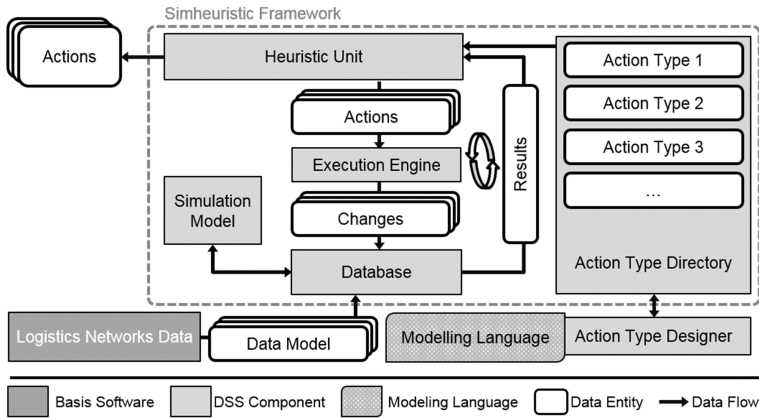 Simheuristic Framework
Actions
Heuristic Unit
Actions
Execution Engine
Changes
Simulation
Model
Database
Results
Action Type 1
Action Type 2
Action Type 3
...
Action Type Directory
Logistics Networks Data
Data Model
Modelling Language
Action Type Designer
Basis Software
DSS Component
Modeling Language
Data Entity
Data Flow